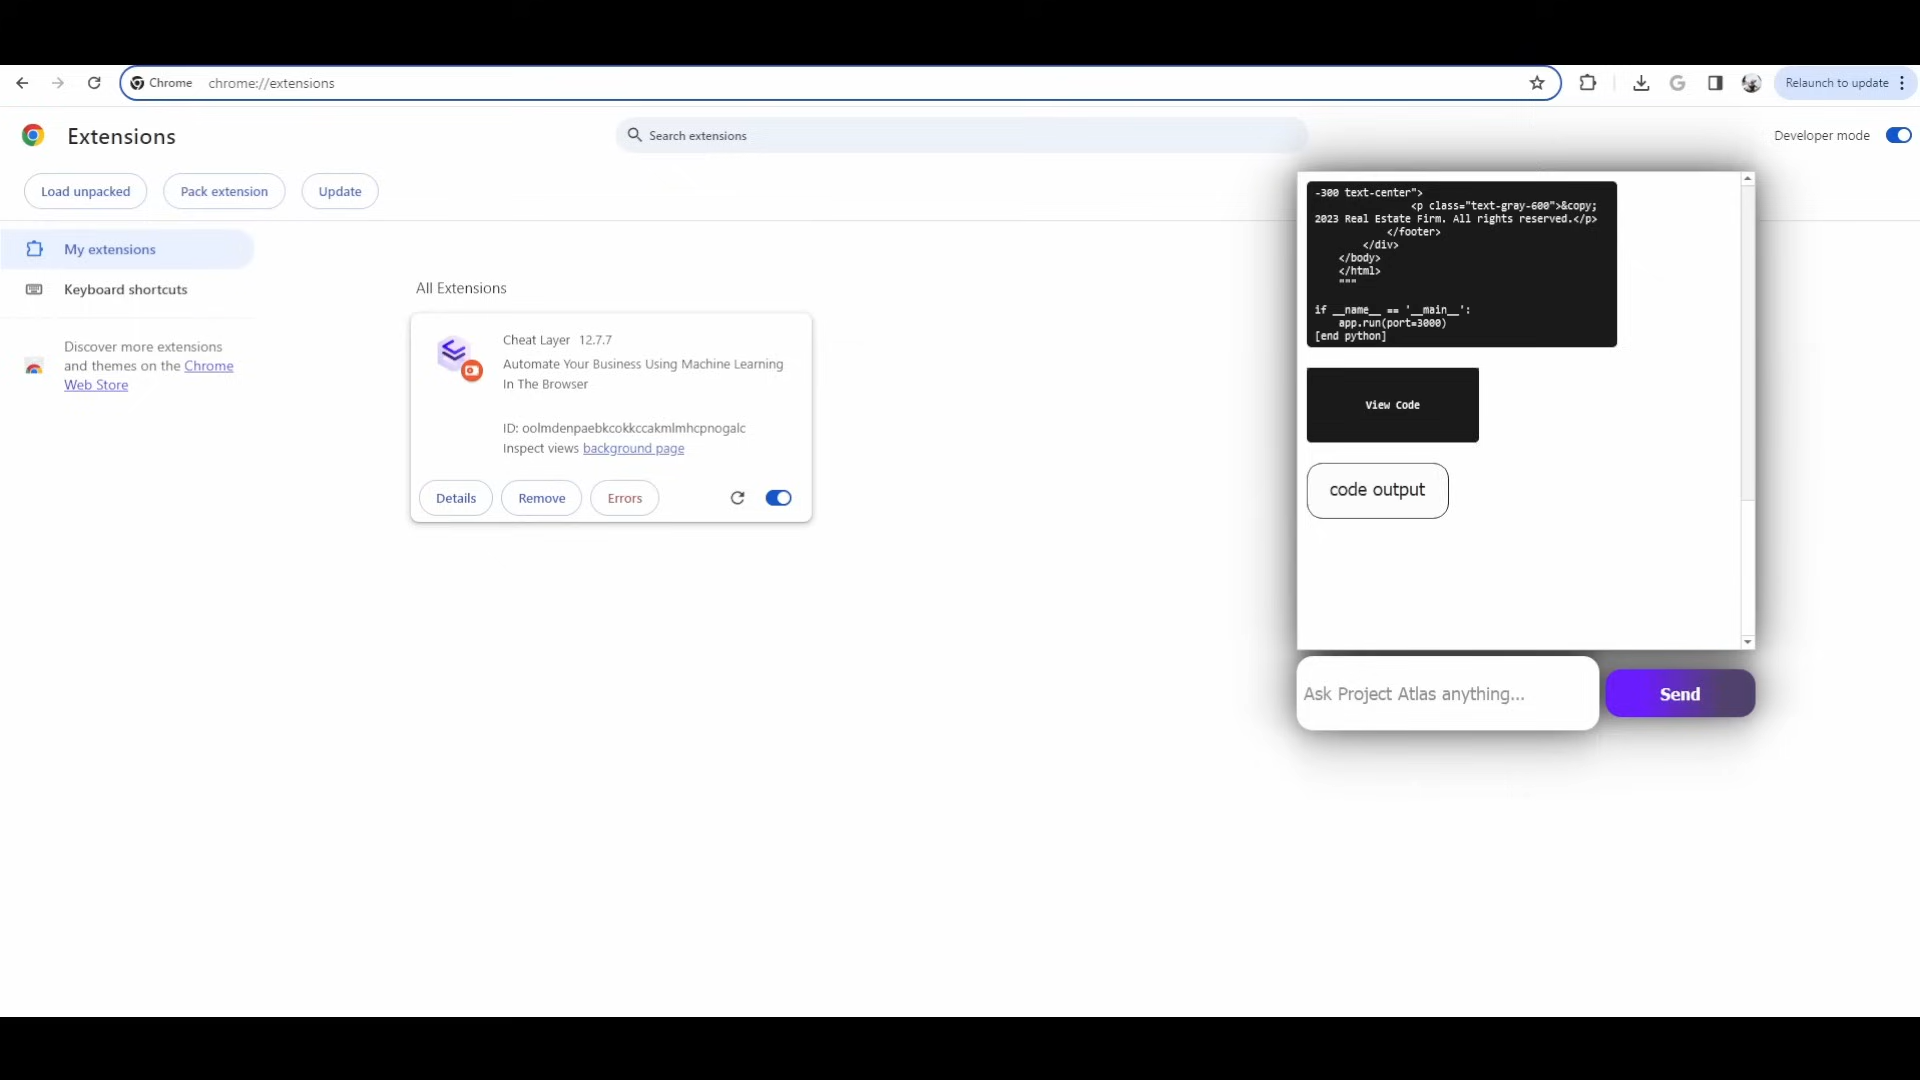 Chrome chrome://extensions
Relaunch to update
Extensions
Search extensions
Developer mode
Load unpacked
Pack extension
Update
My extensions
Keyboard shortcuts
Discover more extensions
and themes on the Chrome
Web Store
All Extensions
Cheat Layer 12.7.7
Automate Your Business Using Machine Learning
In The Browser
ID: oolmdenpaebkcokkccakmlmhcpnogalc
Inspect views background page
Details
Remove
Errors
-300 text-center">
<p class="text-gray-600">&copy;
2023 Real Estate Firm. All rights reserved.</p>
</footer>
</div>
</body>
</html>
"""
if __name__ == '__main__':
app.run(port=3000)
[end python]
View Code
code output
Ask Project Atlas anything...
Send